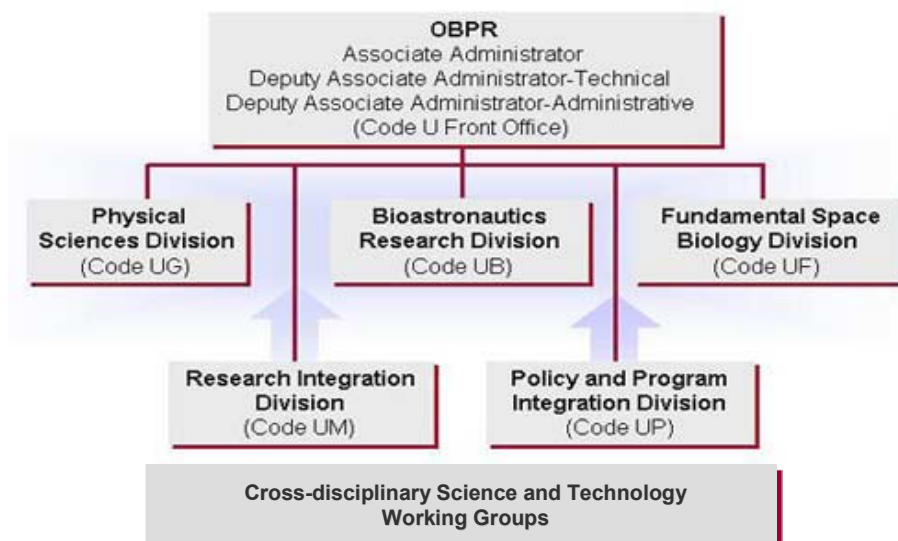 OBPR
Associate Administrator
Deputy Associate Administrator-Technical
Deputy Associate Administrator-Administrative
(Code U Front Office)
Physical
Sciences Division
(Code UG)
Bioastronautics
Research Division
(Code UB)
Fundamental Space
Biology Division
(Code UF)
Research Integration
Division
(Code UM)
Policy and Program
Integration Division
(Code UP)
Cross-disciplinary Science and Technology
Working Groups